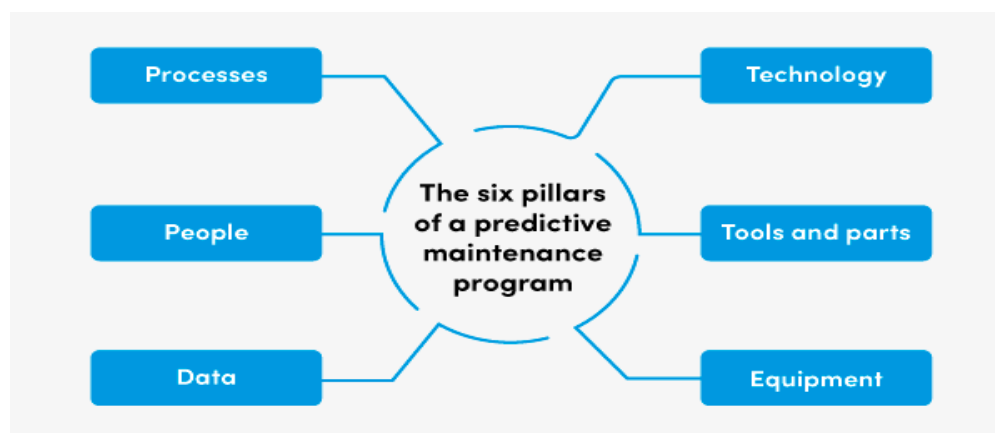 Processes
Technology
The six pillars
of a predictive
maintenance
program
People
Tools and parts
Data
Equipment